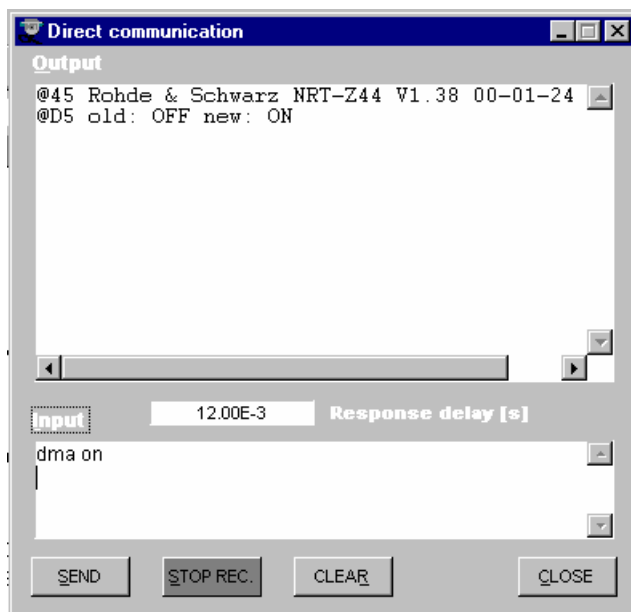 Direct communication
Output
@45 Rohde & Schwarz NRT-Z44 V1.38 00-01-24
@D5 old: OFF new: ON
Input
12.00E-3
Response delay [s]
dma on
SEND
STOP REC.
CLEAR
CLOSE